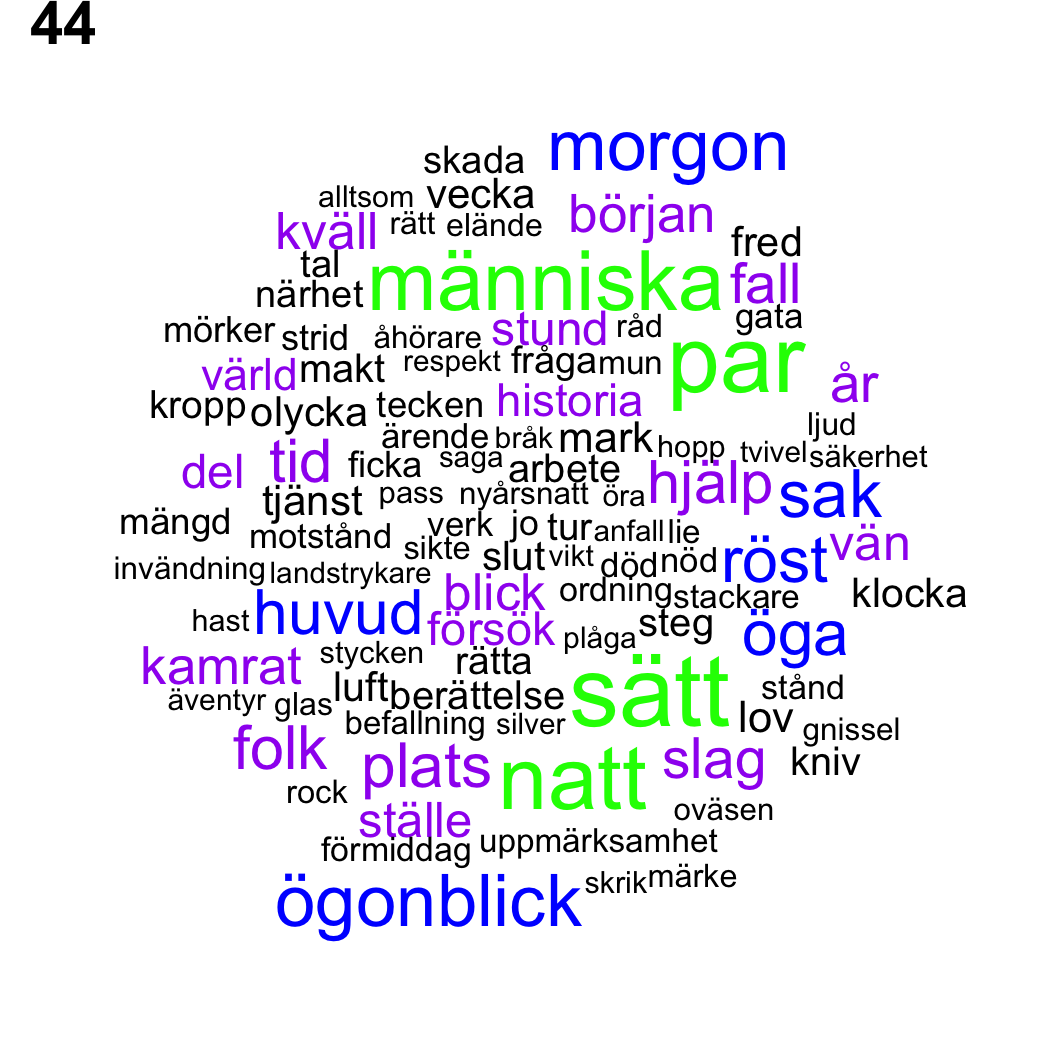 44
skada morgon
alltsom vecka
kväll rätt elände början
tal fred
närhet människa fall
mörker strid åhörare stund råd gata
värld makt respekt fråga mun par år
kropp olycka tecken historia
ärende bråk mark hopp tvivel ljud
del tid ficka saga arbete hjälp säkerhet
tjänst pass nyårsnatt öra sak
mängd motstånd verk jo tur anfall lie vän
sikte slut vikt död nöd röst
invändning landstrykare blick ordning stackare klocka
hast huvud försök plåga steg öga
kamrat stycken rätta
äventyr glas luft berättelse sätt stånd
befallning silver lov gnissel
folk plats natt slag kniv
rock ställe oväsen
förmiddag uppmärksamhet
ögonblick skrik märke